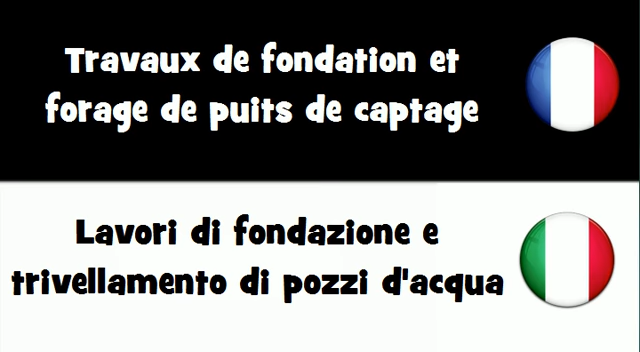 Travaux de fondation et
forage de puits de captage
Lavori di fondazione e
trivellamento di pozzi d'acqua